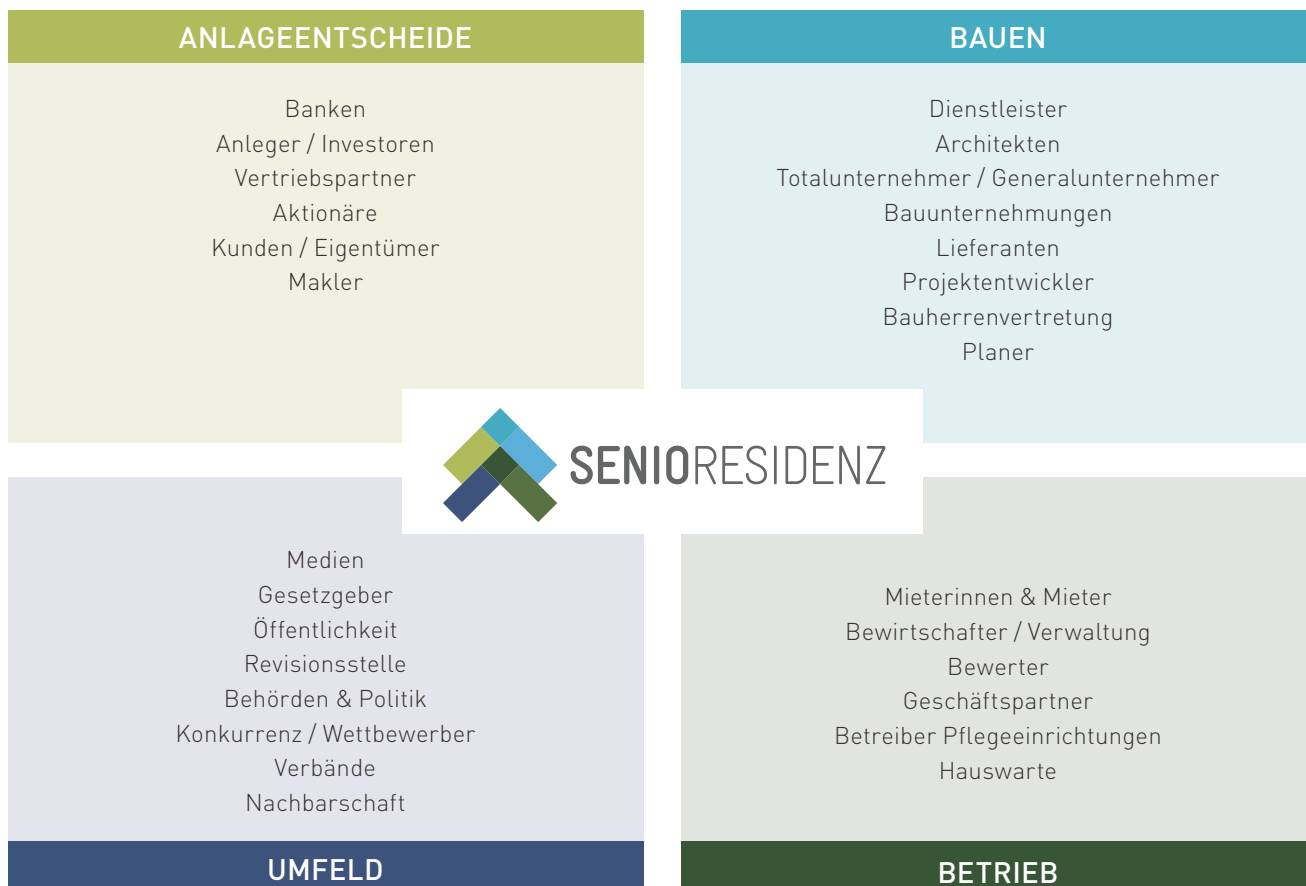 ANLAGEENTSCHEIDE
Banken
Anleger / Investoren
Vertriebspartner
Aktionäre
Kunden / Eigentümer
Makler
BAUEN
Dienstleister
Architekten
Totalunternehmer / Generalunternehmer
Bauunternehmungen
Lieferanten
Projektentwickler
Bauherrenvertretung
Planer
SENIORESIDENZ
Medien
Gesetzgeber
Öffentlichkeit
Revisionsstelle
Behörden & Politik
Konkurrenz / Wettbewerber
Verbände
Nachbarschaft
UMFELD
Mieterinnen & Mieter
Bewirtschafter / Verwaltung
Bewerter
Geschäftspartner
Betreiber Pflegeeinrichtungen
Hauswarte
BETRIEB